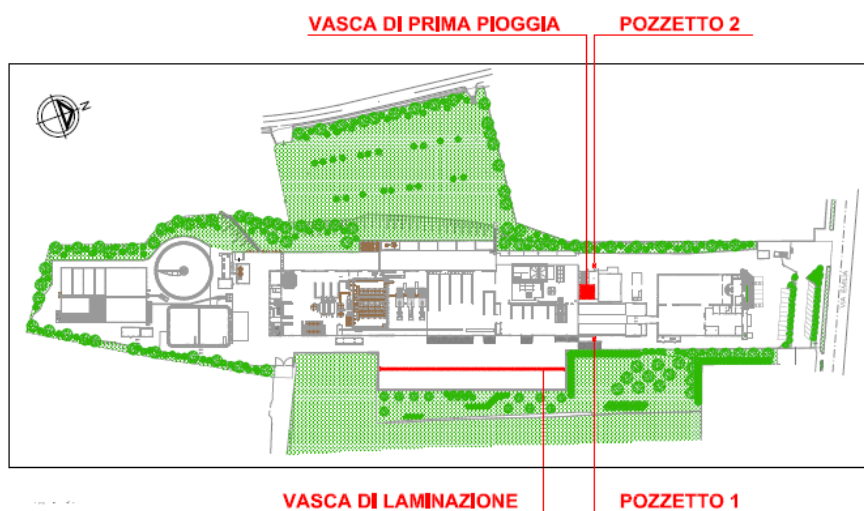 VASCA DI PRIMA PIOGGIA
POZZETTO 2
N
VIA EMILIA
VASCA DI LAMINAZIONE
POZZETTO 1